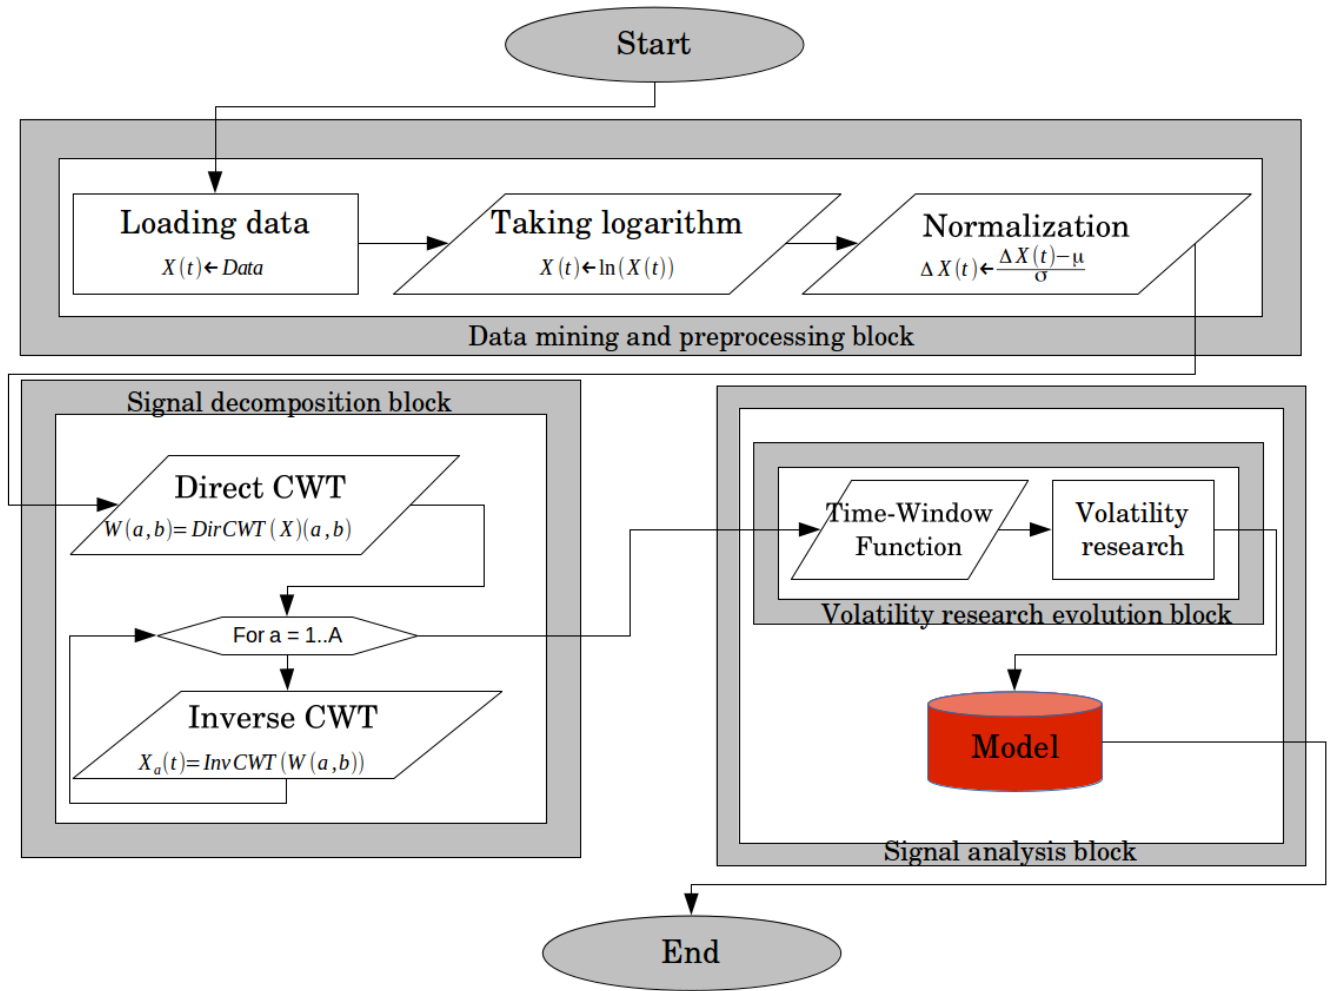 Start
Loading data
X(t)←Data
Taking logarithm
X(t)←ln(X(t))
Normalization
ΔX(t)←(ΔX(t)−μ)/σ
Data mining and preprocessing block
Signal decomposition block
Direct CWT
W(a,b)=DirCWT(X)(a,b)
For a = 1..A
Inverse CWT
Xₐ(t)=InvCWT(W(a,b))
Time-Window
Function
Volatility
research
Volatility research evolution block
Model
Signal analysis block
End